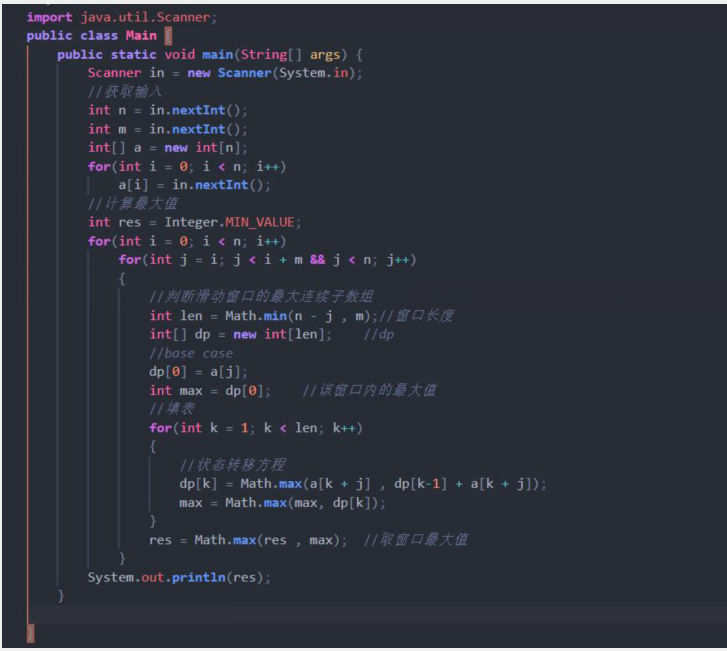 import java.util.Scanner;
public class Main {
public static void main(String[] args) {
Scanner in = new Scanner(System.in);
//获取输入
int n = in.nextInt();
int m = in.nextInt();
int[] a = new int[n];
for(int i = 0; i < n; i++)
a[i] = in.nextInt();
//计算最大值
int res = Integer.MIN_VALUE;
for(int i = 0; i < n; i++)
for(int j = i; j < i + m && j < n; j++)
{
//判断滑动窗口的最大连续子数组
int len = Math.min(n - j , m);//窗口长度
int[] dp = new int[len]; //dp
//base case
dp[0] = a[j];
int max = dp[0]; //该窗口内的最大值
//填表
for(int k = 1; k < len; k++)
{
//状态转移方程
dp[k] = Math.max(a[k + j] , dp[k-1] + a[k + j]);
max = Math.max(max, dp[k]);
}
res = Math.max(res , max); //取窗口最大值
}
System.out.println(res);
}
}